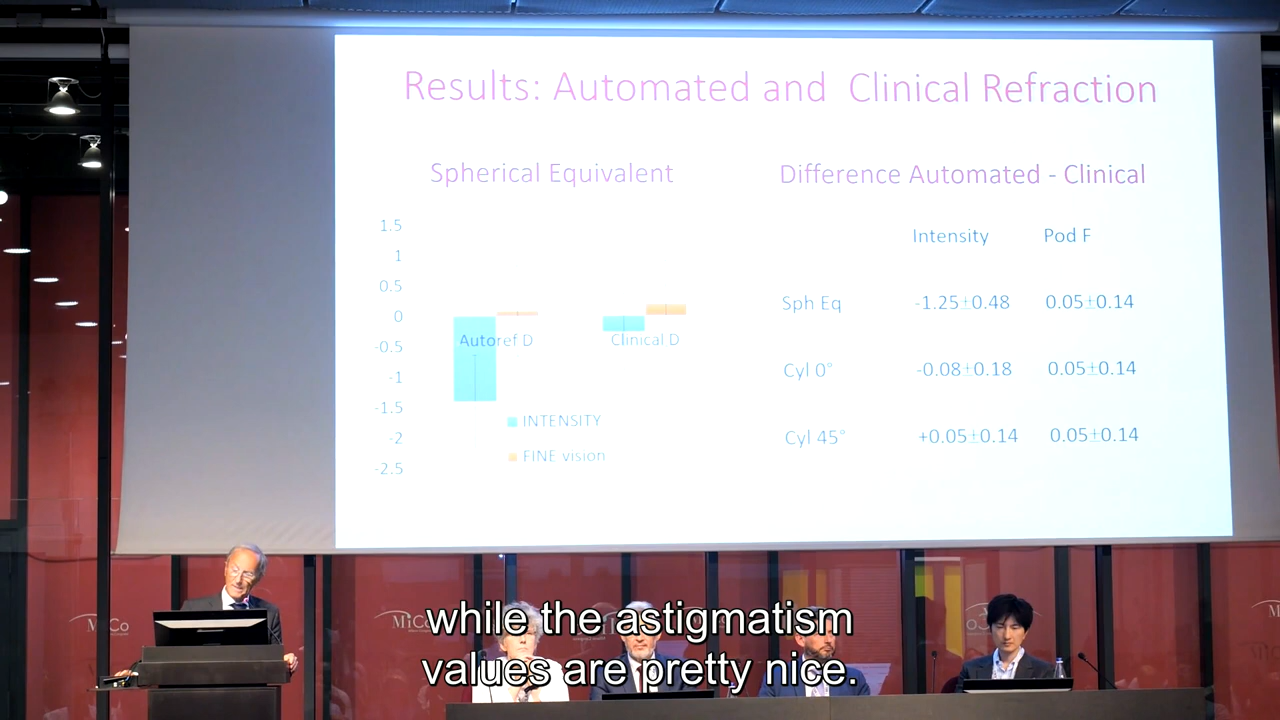 Results: Automated and Clinical Refraction
Spherical Equivalent
1.5
1
0.5
0
-0.5
-1
-1.5
-2
-2.5
Autoref D
Clinical D
INTENSITY
FINE vision
Difference Automated - Clinical
Intensity Pod F
Sph Eq -1.25±0.48 0.05±0.14
Cyl 0° -0.08±0.18 0.05±0.14
Cyl 45° +0.05±0.14 0.05±0.14
MiCo
while the astigmatism
values are pretty nice.